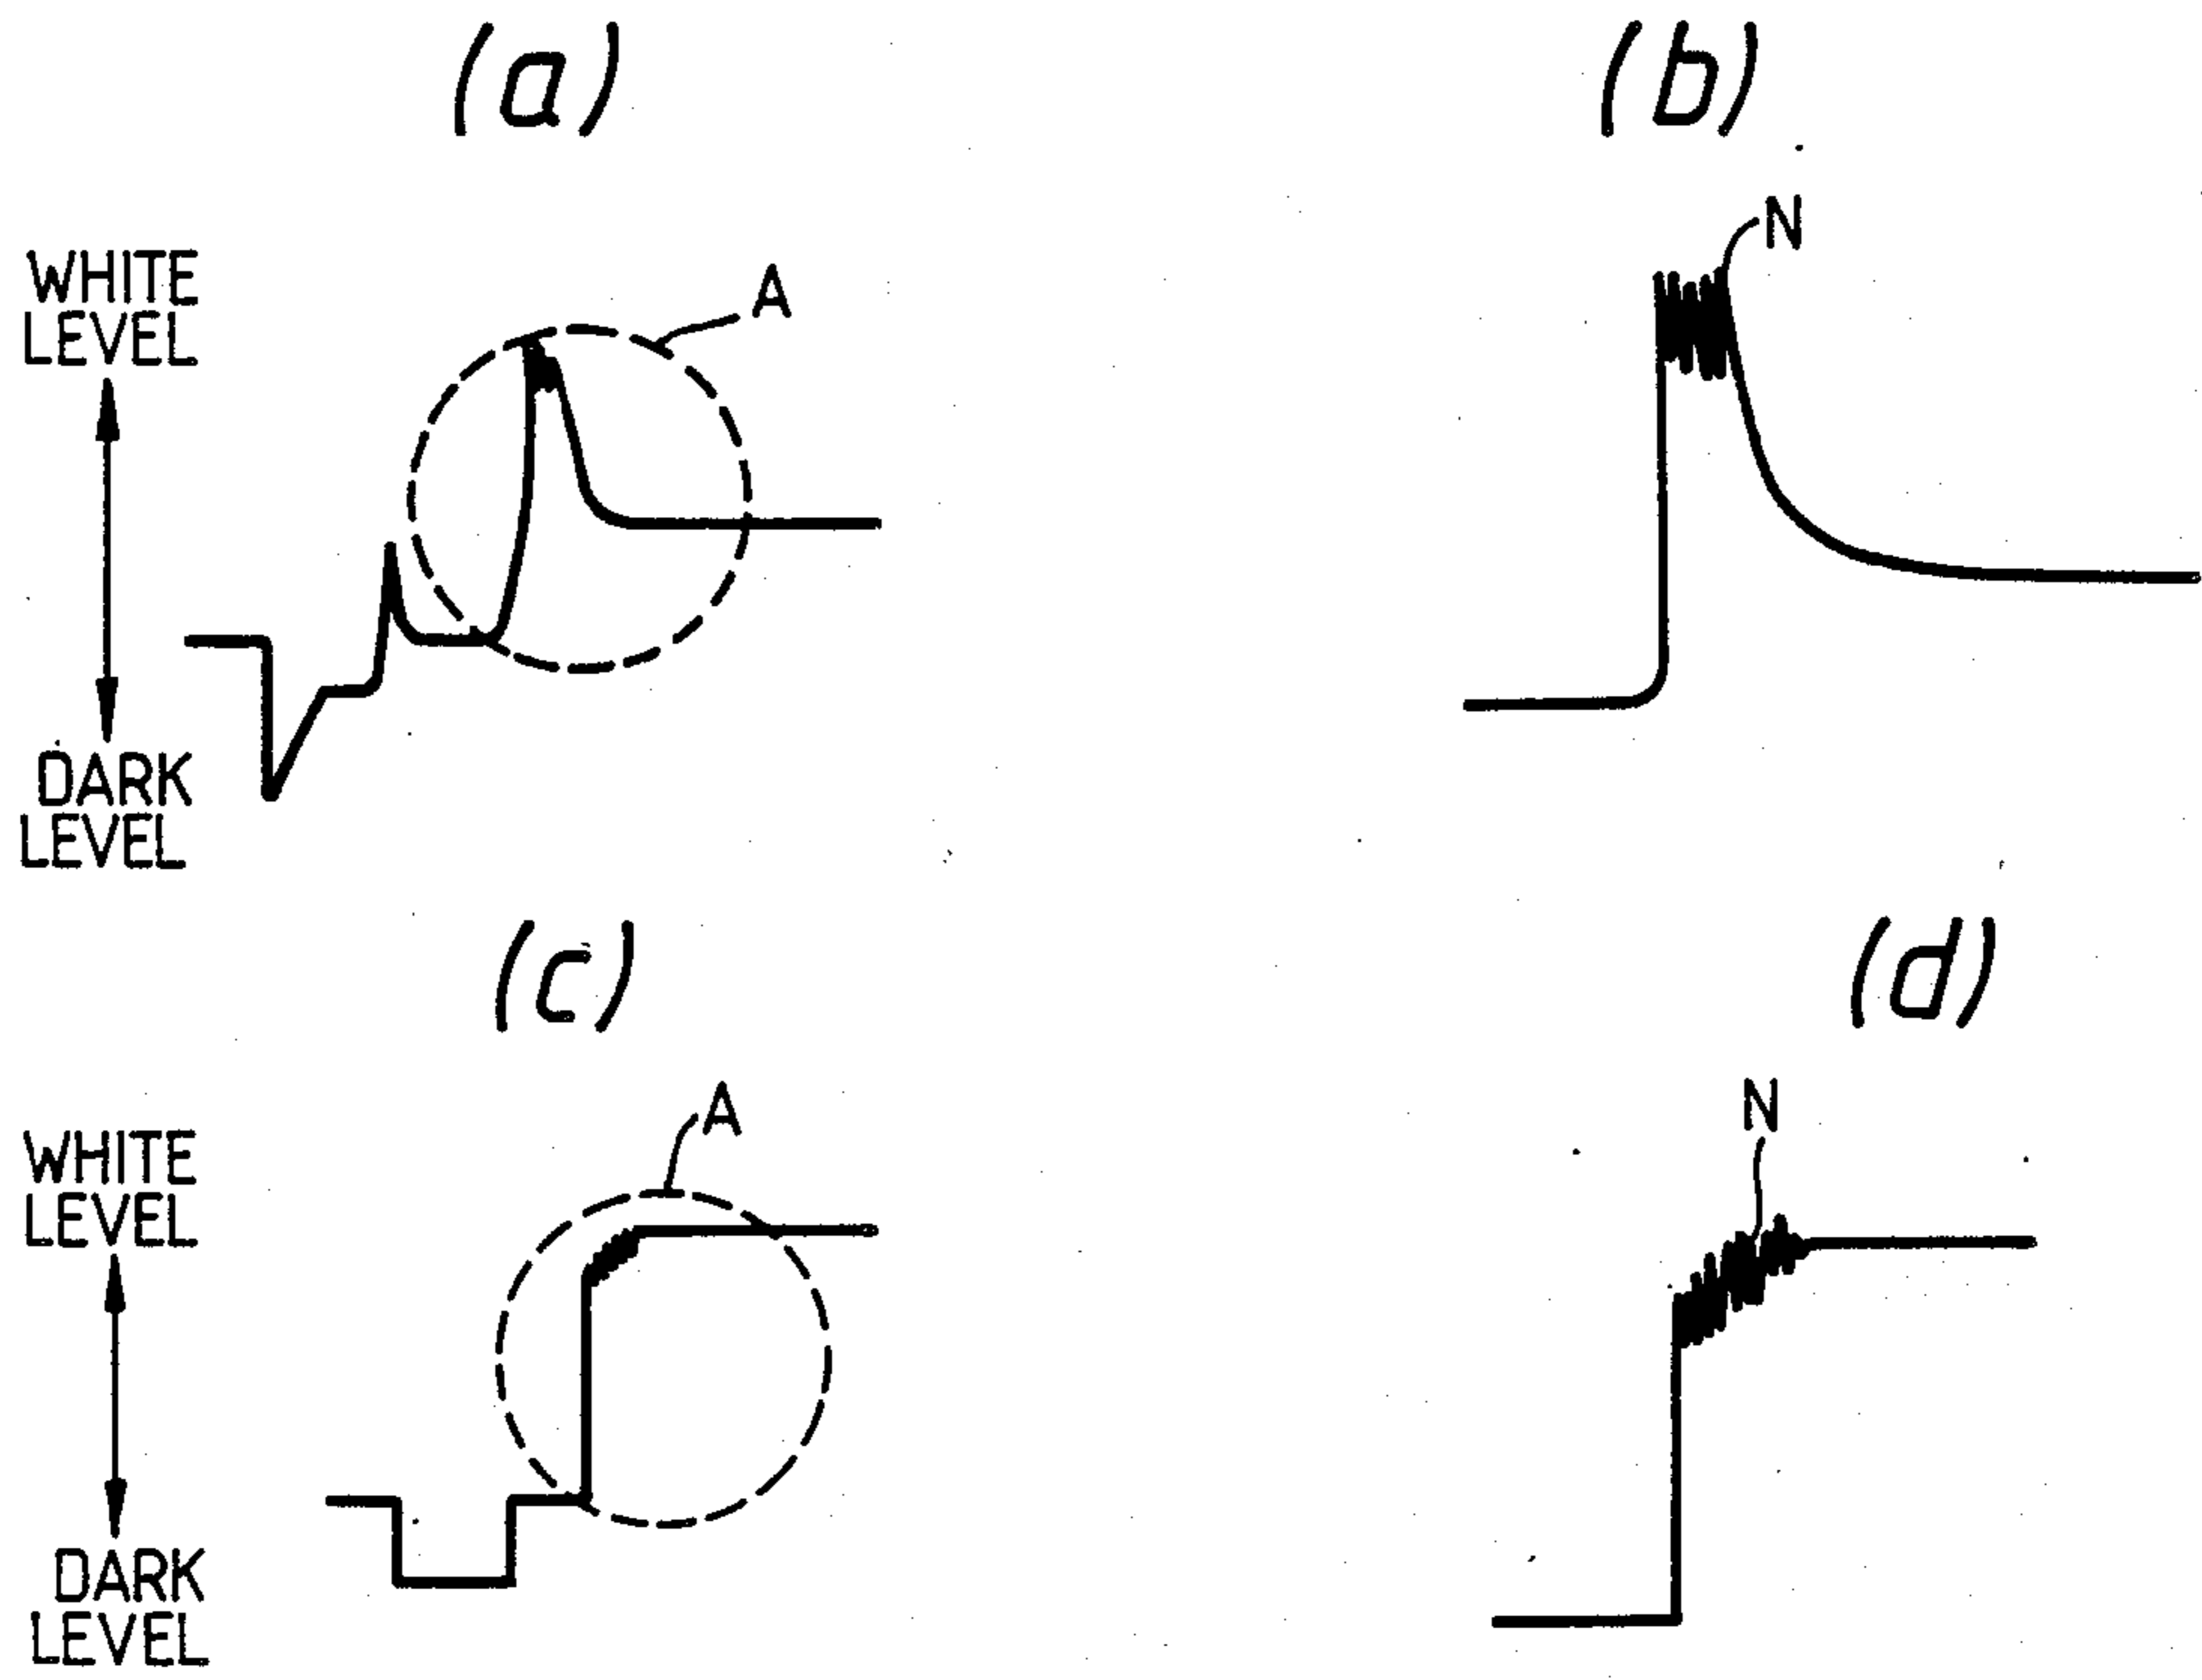 (a)
(b)
WHITE
LEVEL
A
N
DARK
LEVEL
(c)
(d)
WHITE
LEVEL
A
N
DARK
LEVEL